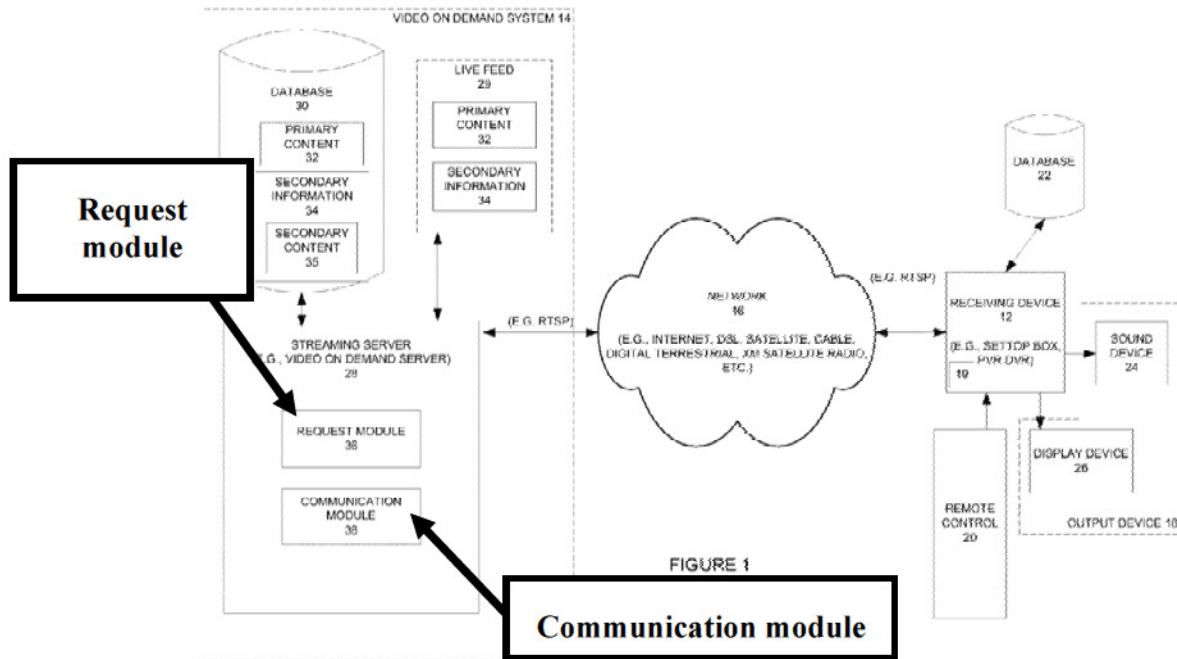 VIDEO ON DEMAND SYSTEM 14
DATABASE
30
PRIMARY
CONTENT
32
SECONDARY
INFORMATION
34
SECONDARY
CONTENT
35
LIVE FEED
29
PRIMARY
CONTENT
32
SECONDARY
INFORMATION
34
Request
module
STREAMING SERVER
(E.G., VIDEO ON DEMAND SERVER)
28
REQUEST MODULE
36
COMMUNICATION
MODULE
38
(E.G. RTSP)
NETWORK
16
(E.G., INTERNET, DSL, SATELLITE, CABLE,
DIGITAL TERRESTRIAL, XM SATELLITE RADIO,
ETC.)
(E.G. RTSP)
DATABASE
22
RECEIVING DEVICE
12
(E.G., SETTOP BOX,
PVR DVR)
19
SOUND
DEVICE
24
DISPLAY DEVICE
26
OUTPUT DEVICE 18
REMOTE
CONTROL
20
FIGURE 1
Communication module